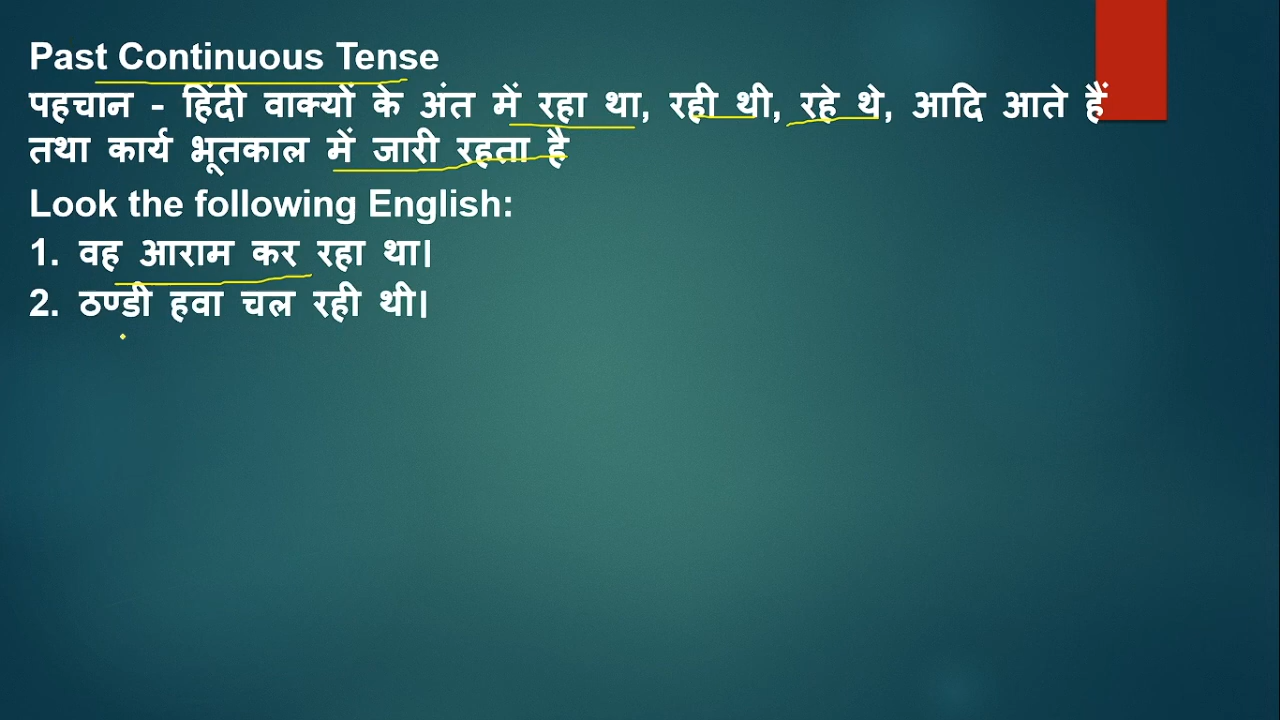 Past Continuous Tense
पहचान - हिंदी वाक्यों के अंत में रहा था, रही थी, रहे थे, आदि आते हैं
तथा कार्य भूतकाल में जारी रहता है
Look the following English:
1. वह आराम कर रहा था।
2. ठण्डी हवा चल रही थी।